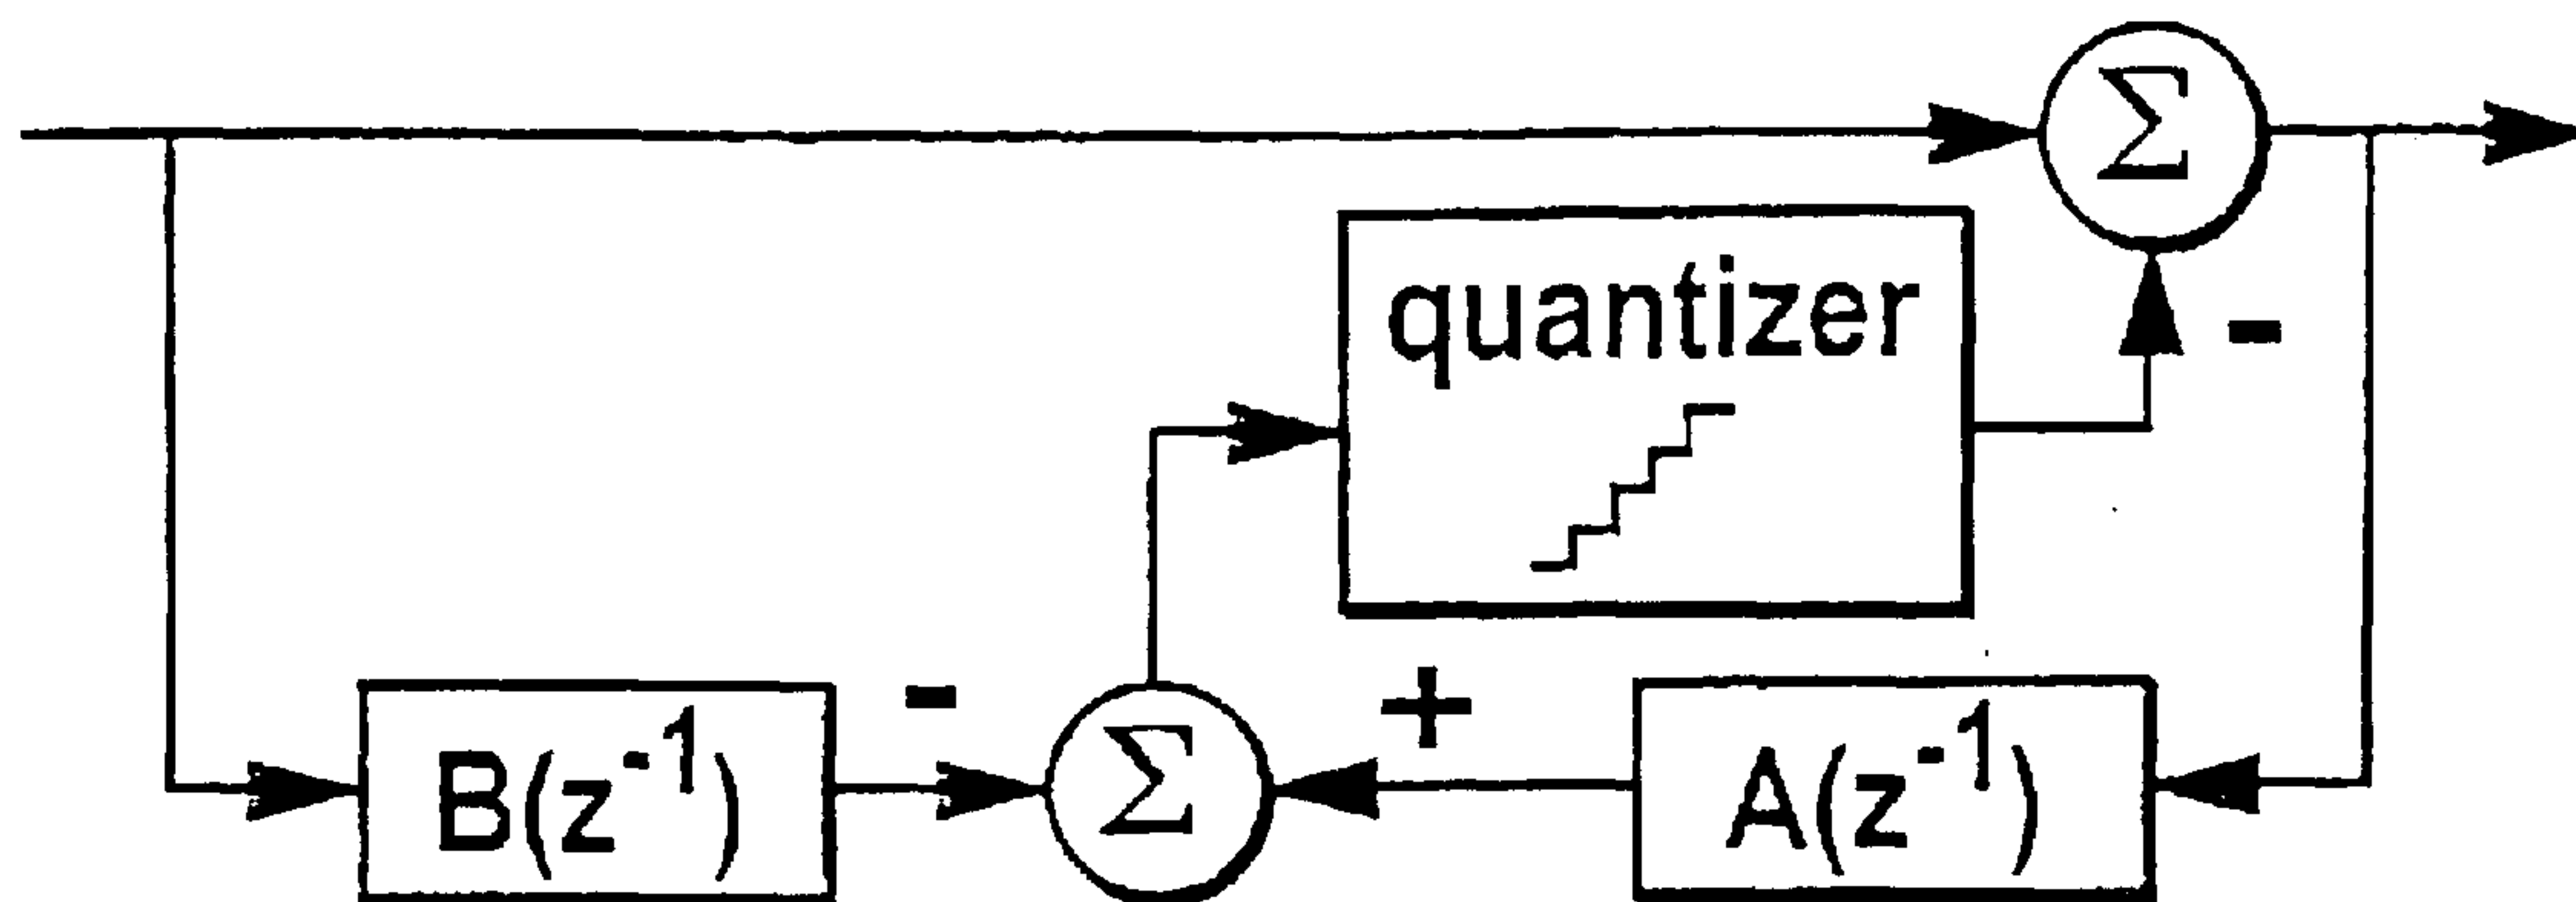 Σ
quantizer
-
- +
B(z⁻¹) Σ A(z⁻¹)